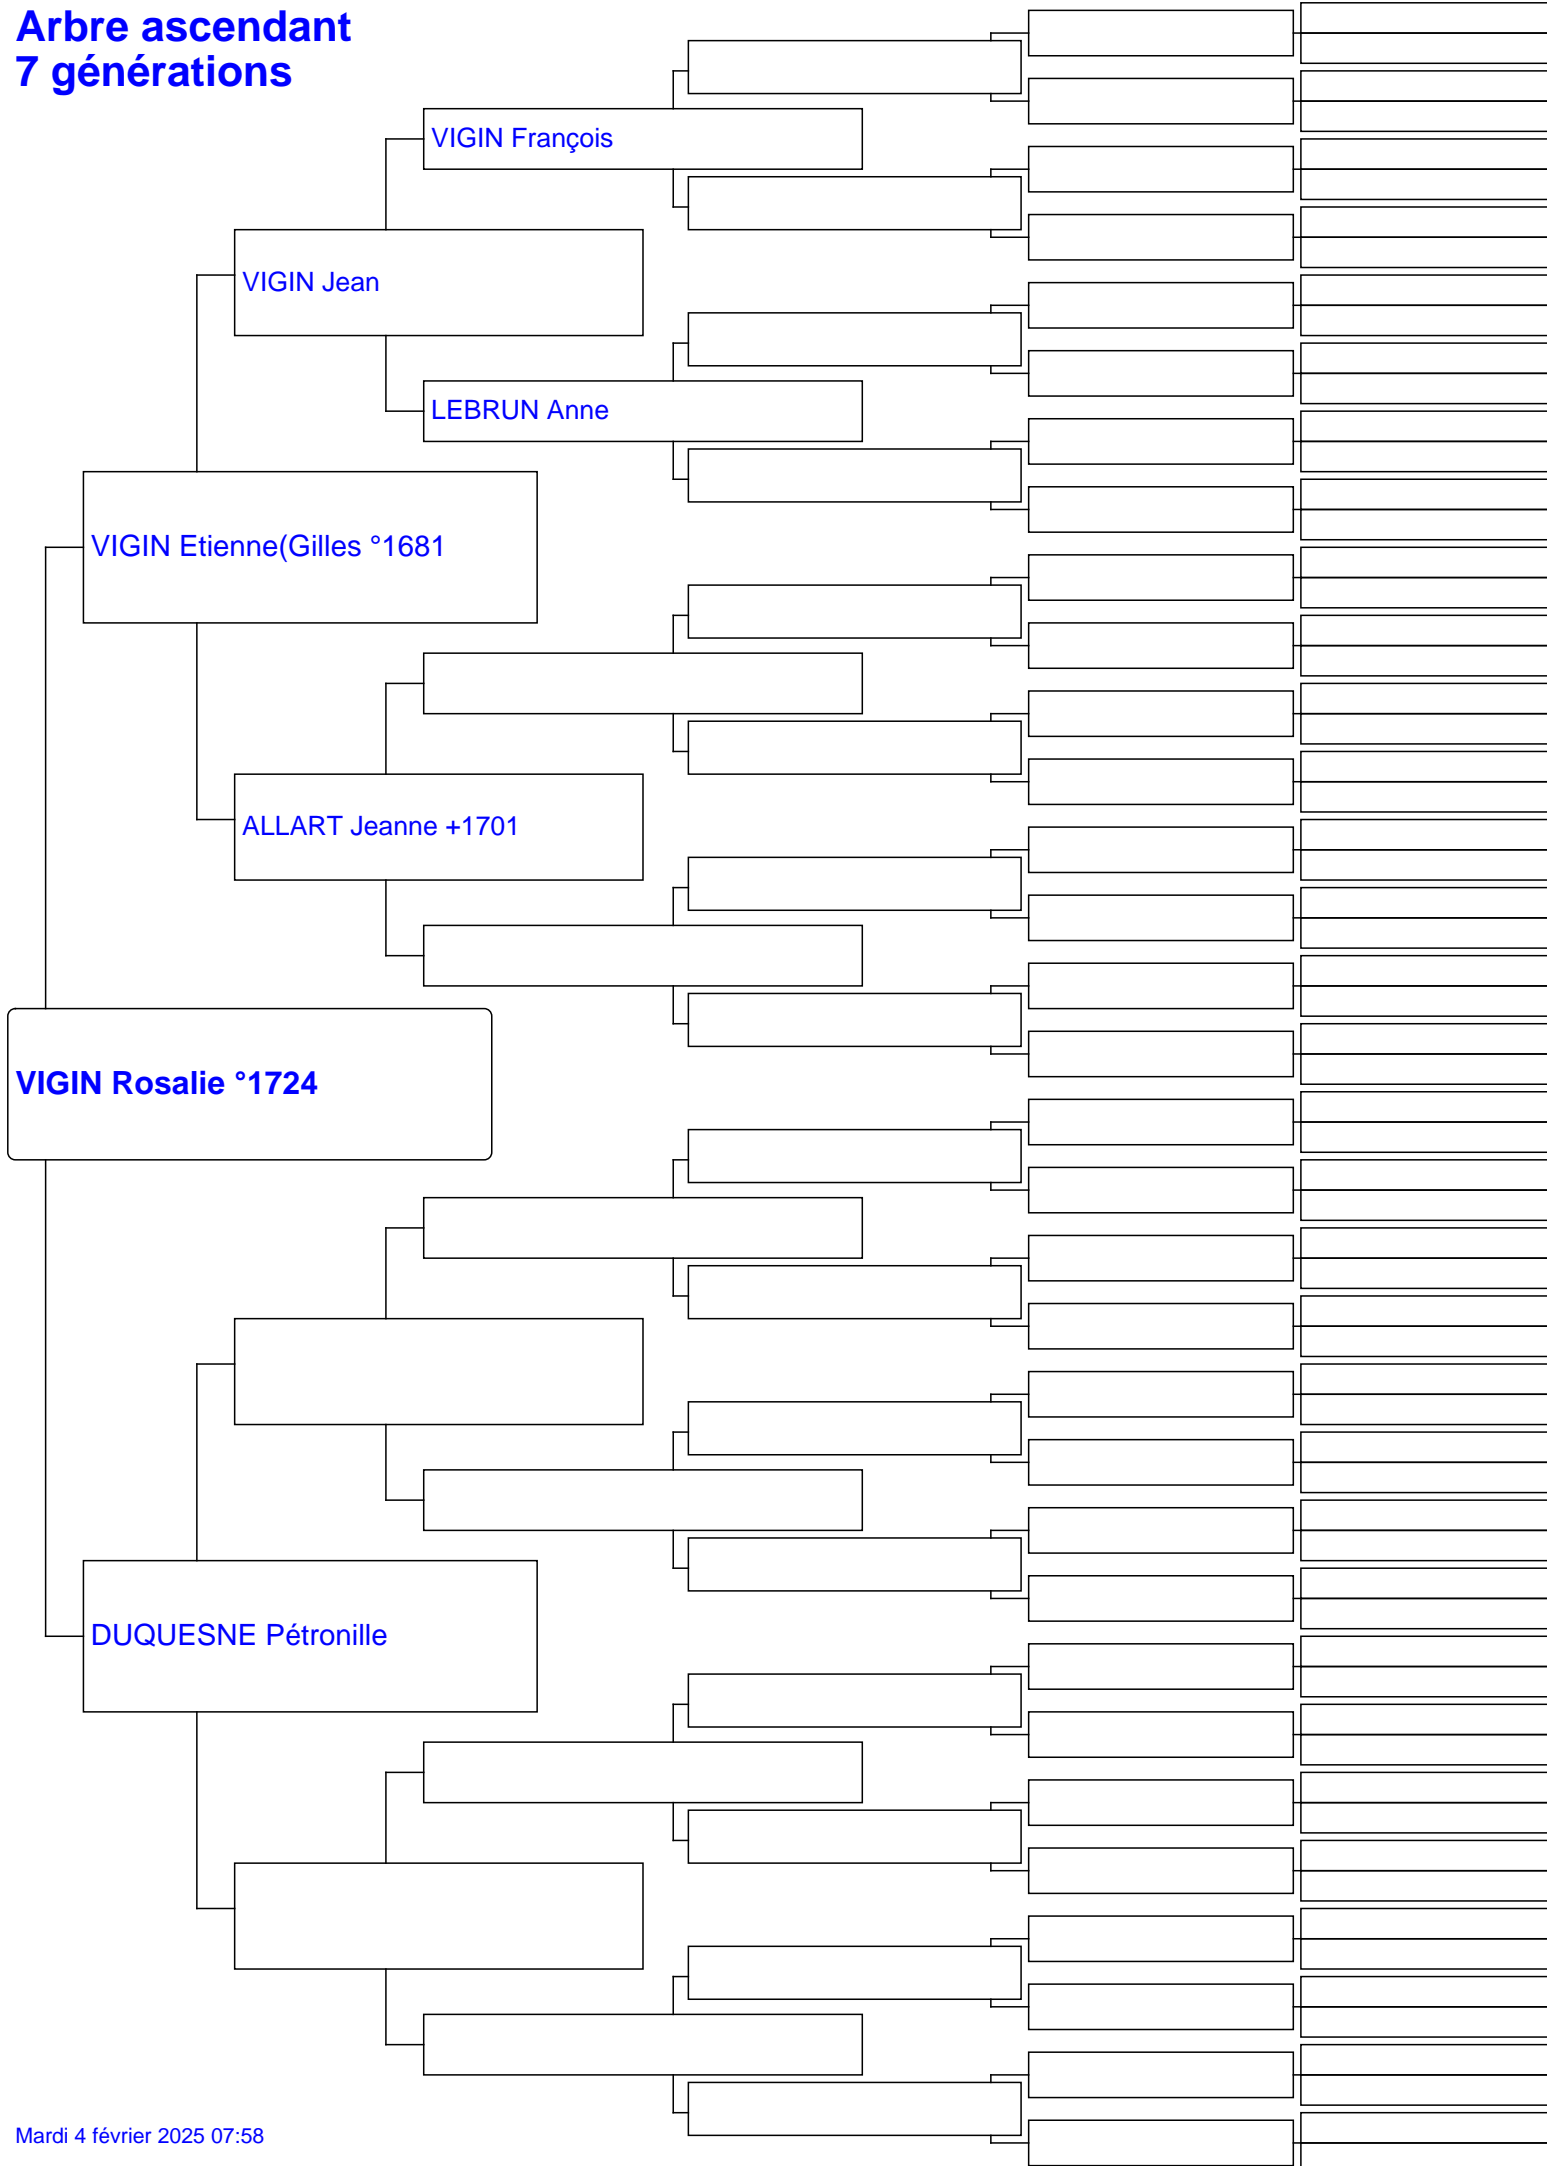 Arbre ascendant
7 générations
VIGIN François
VIGIN Jean
LEBRUN Anne
VIGIN Etienne(Gilles °1681
ALLART Jeanne +1701
VIGIN Rosalie °1724
DUQUESNE Pétronille
Mardi 4 février 2025 07:58